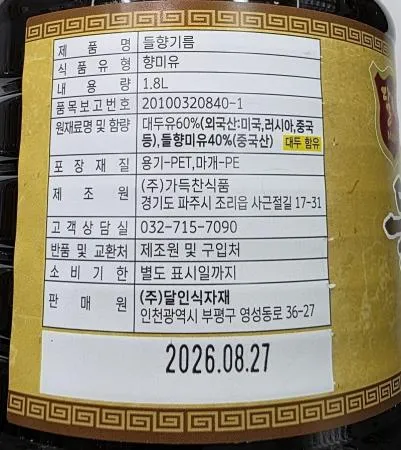 제품명 들향기름
식품유형 향미유
내용량 1.8L
품목보고번호 20100320840-1
원재료명 및 함량 대두유60%(외국산:미국,러시아,중국
등),들향미유40%(중국산) 대두 함유
포장재질 용기-PET,마개-PE
제조원 (주)가득찬식품
경기도 파주시 조리읍 사근절길 17-31
고객상담실 032-715-7090
반품 및 교환처 제조원 및 구입처
소비기한 별도 표시일까지
판매원 (주)달인식자재
인천광역시 부평구 영성동로 36-27
2026.08.27